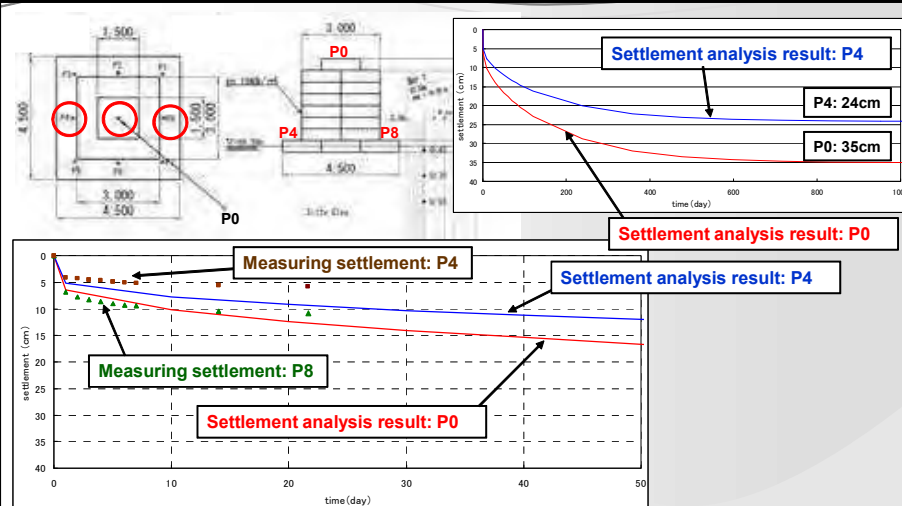 1.500
3.000
P0
P4
P8
4.500
4.500
1.500
3.000
3.000
4.500
P0
0
5
10
15
20
25
30
35
40
settlement (cm)
0
200
400
600
800
1000
time(day)
Settlement analysis result: P4
P4: 24cm
P0: 35cm
Settlement analysis result: P0
0
5
10
15
20
25
30
35
40
settlement (cm)
0
10
20
30
40
50
time(day)
Measuring settlement: P4
Settlement analysis result: P4
Measuring settlement: P8
Settlement analysis result: P0